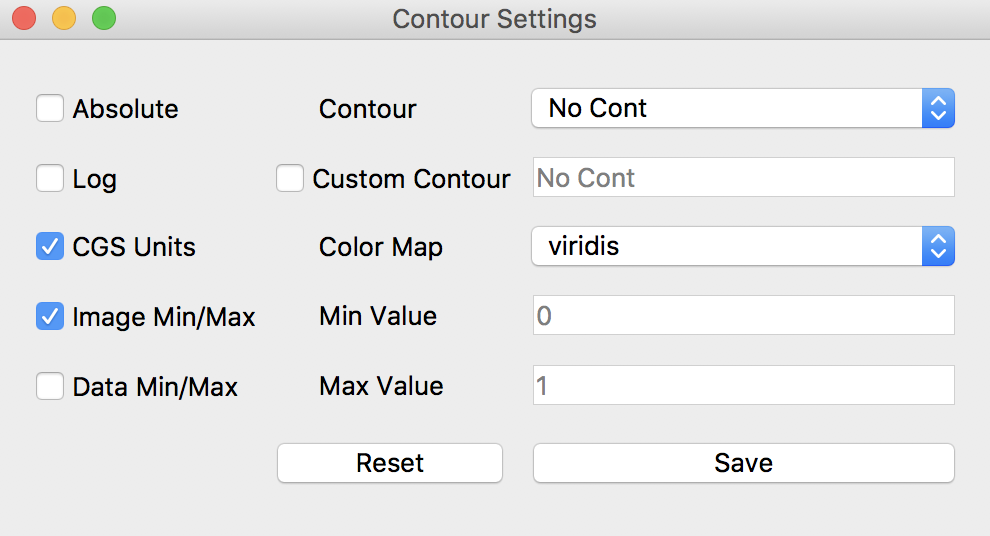 Contour Settings
Absolute Contour No Cont
Log Custom Contour No Cont
CGS Units Color Map viridis
Image Min/Max Min Value 0
Data Min/Max Max Value 1
Reset Save